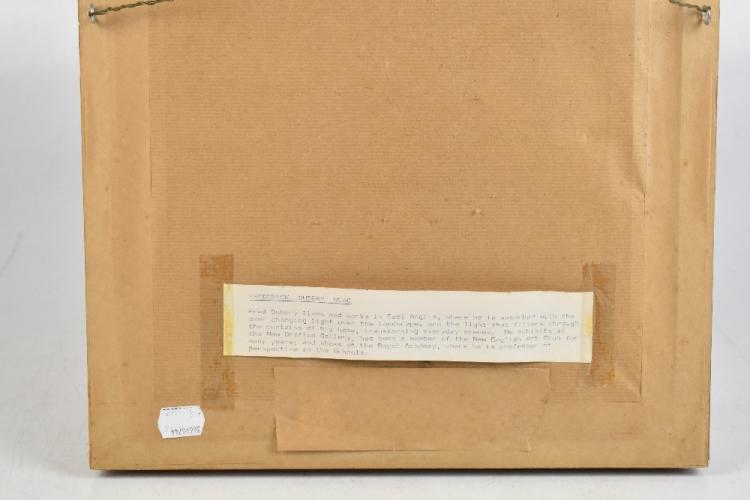 FREDERICK DUBERY NEAC
Fred Dubery lives and works in East Anglia, where he is absorbed with the
ever changing light over the landscape, and the light that filters through
the curtains of his home, transforming everyday scenes. He exhibits at
the New Grafton Gallery, has been a member of the New English Art Club for
many years; and shows at the Royal Academy, where he is professor of
perspective in the Schools.